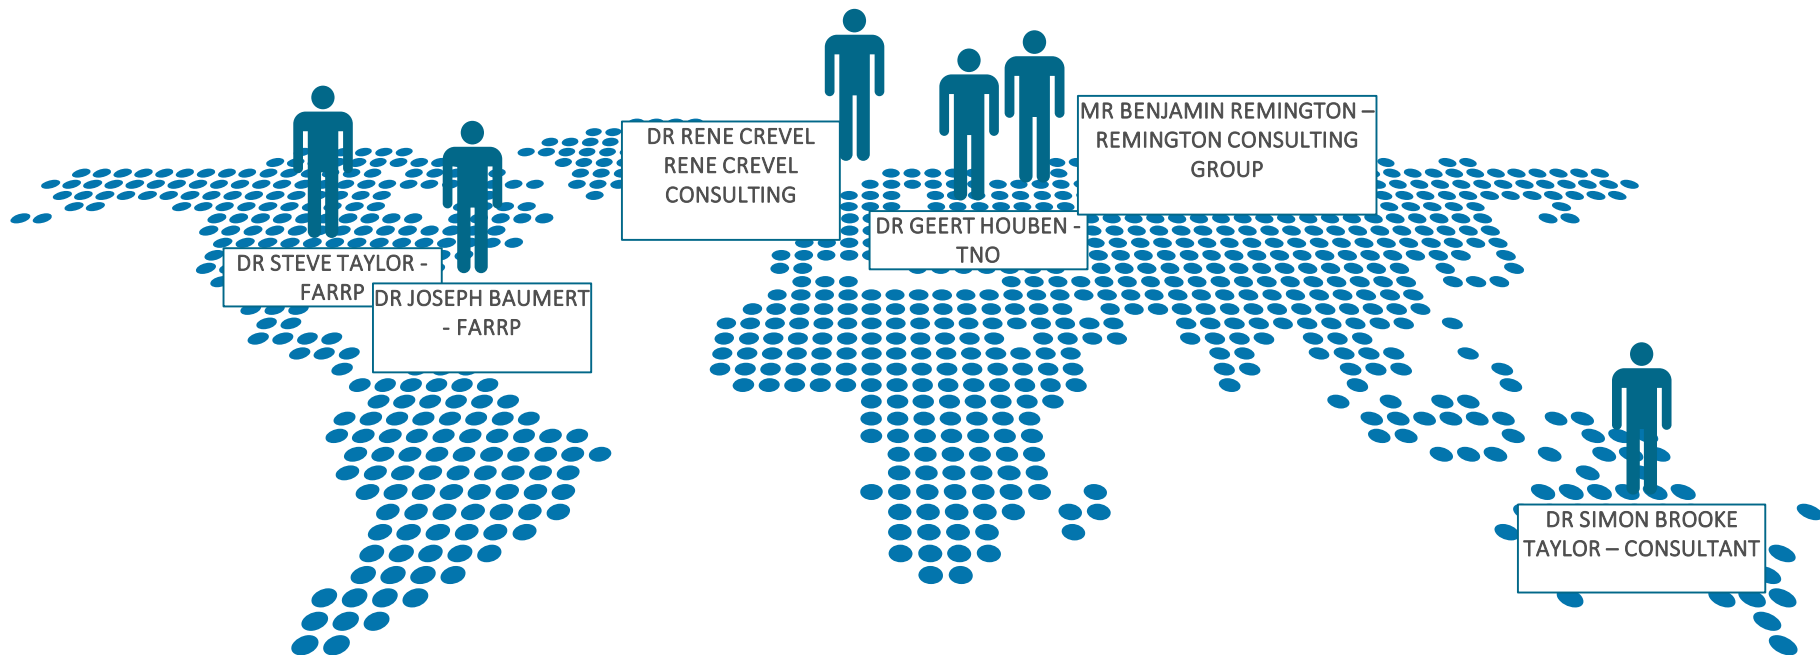 DR STEVE TAYLOR -
FARRP
DR JOSEPH BAUMERT
- FARRP
DR RENE CREVEL
RENE CREVEL
CONSULTING
DR GEERT HOUBEN -
TNO
MR BENJAMIN REMINGTON –
REMINGTON CONSULTING
GROUP
DR SIMON BROOKE
TAYLOR – CONSULTANT